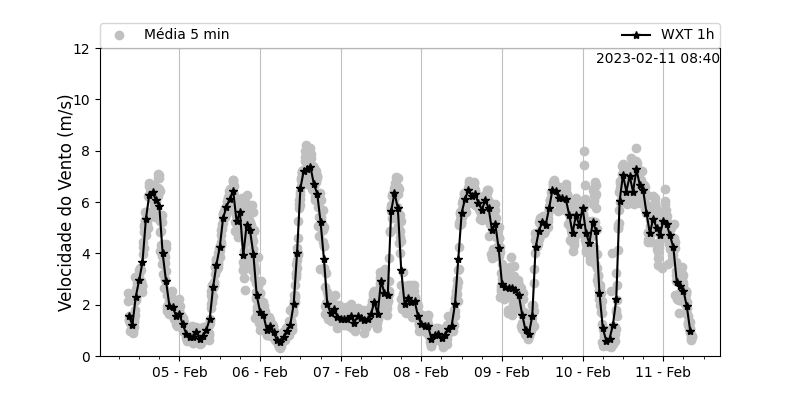 Média 5 min
WXT 1h
2023-02-11 08:40
Velocidade do Vento (m/s)
12
10
8
6
4
2
0
05 - Feb
06 - Feb
07 - Feb
08 - Feb
09 - Feb
10 - Feb
11 - Feb